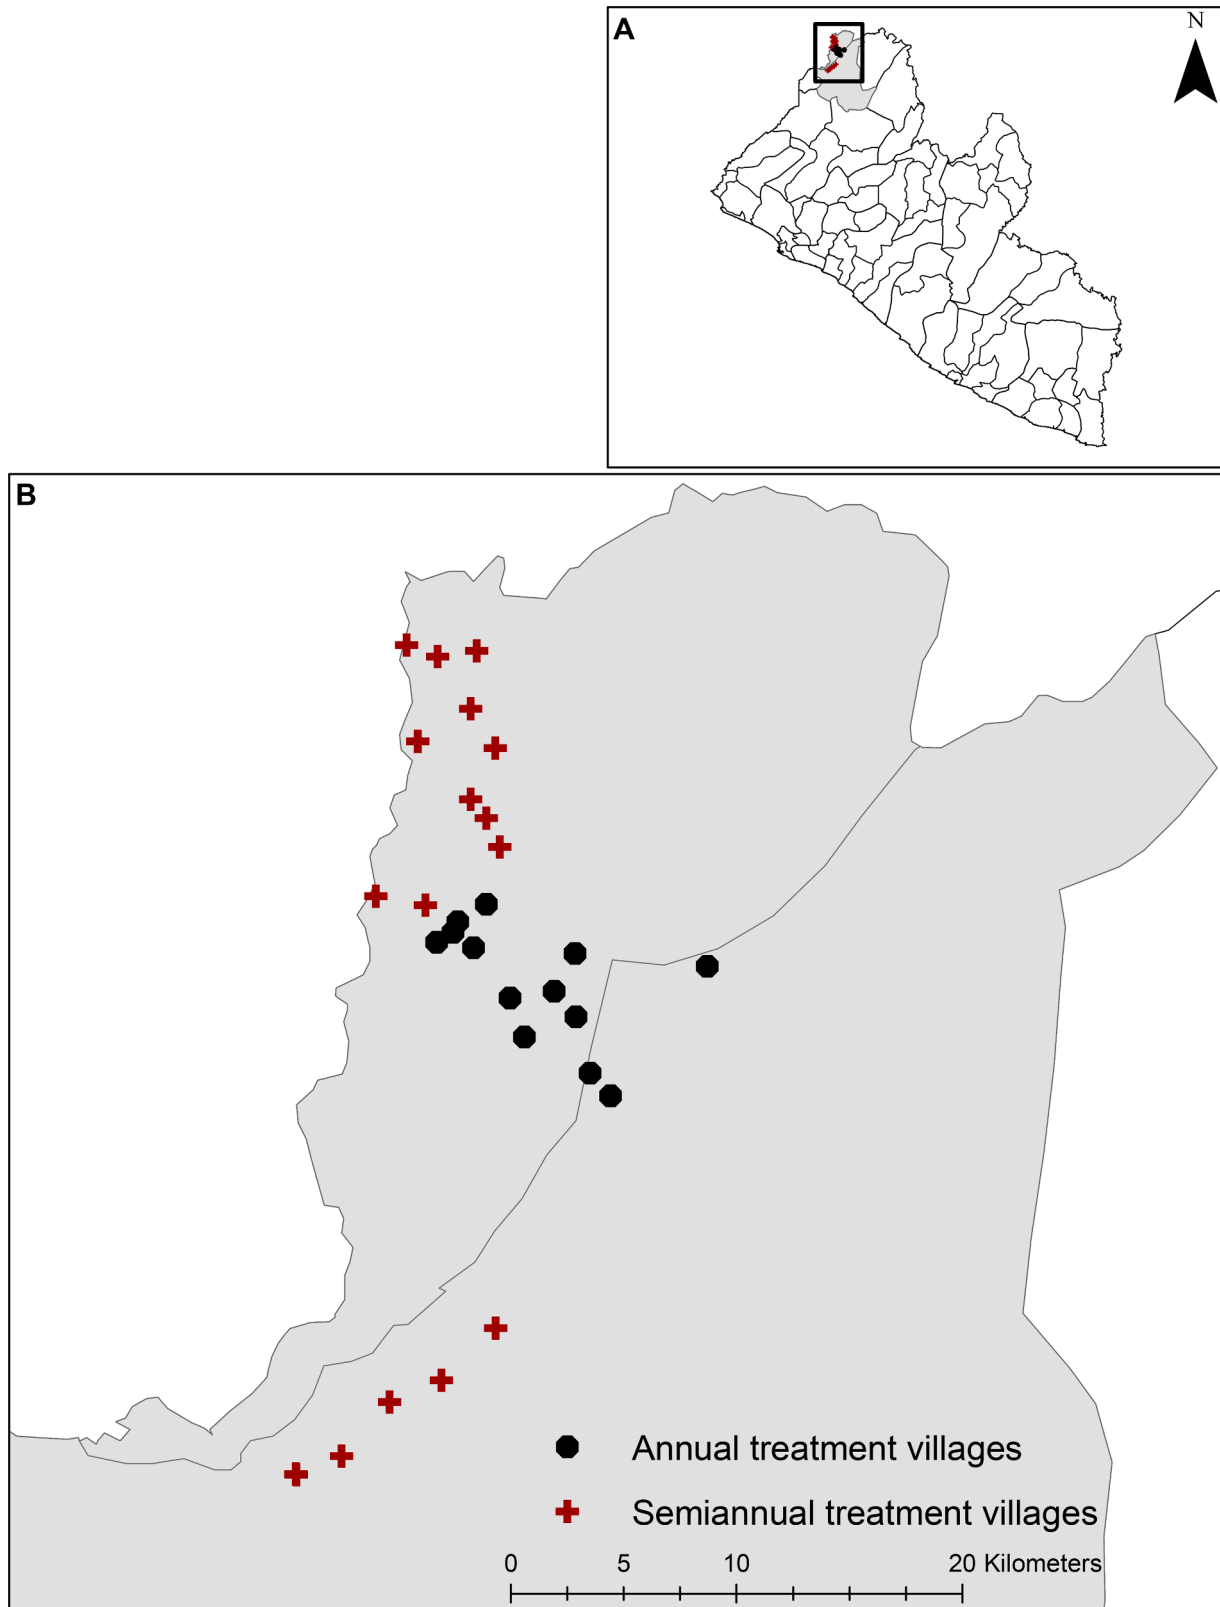 A
N
B
Annual treatment villages
Semiannual treatment villages
0 5 10 20 Kilometers